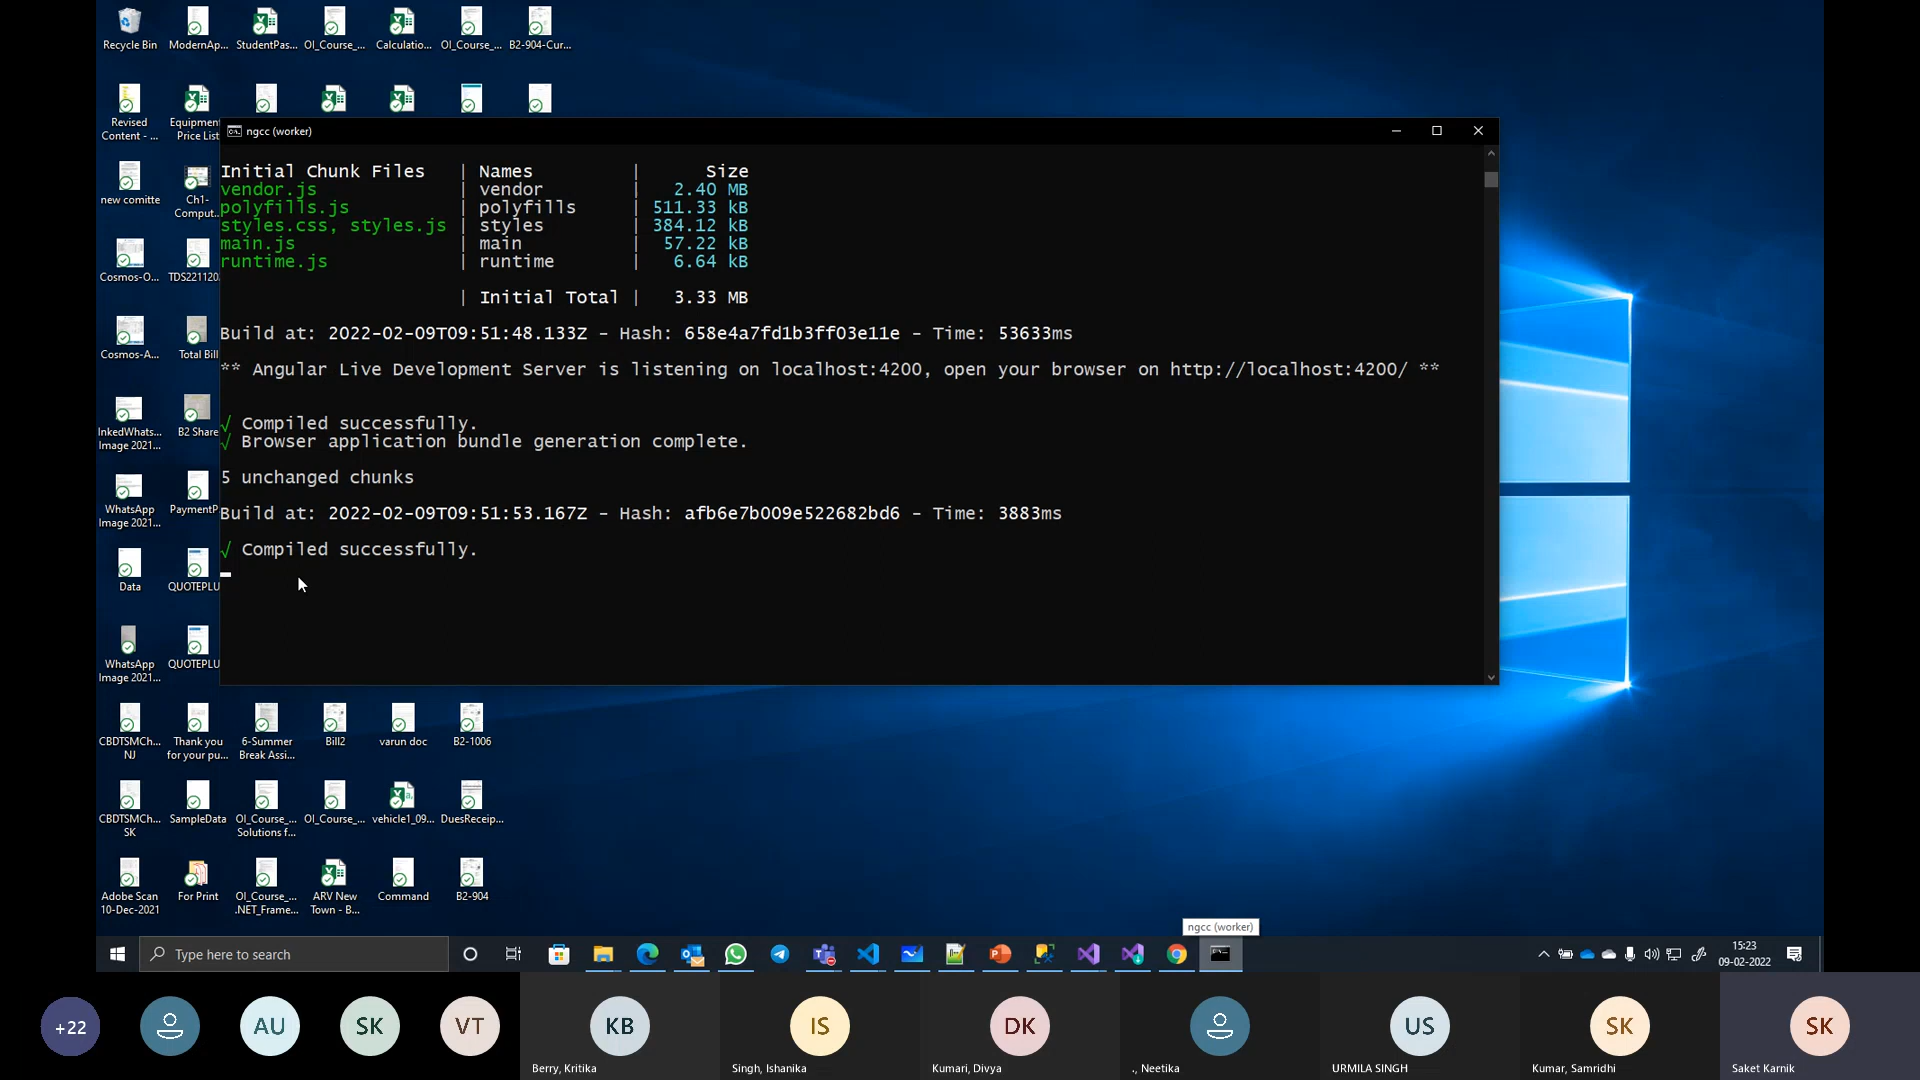 Recycle Bin
ModernAp...
StudentPas...
OI_Course_...
Calculatio...
OI_Course_...
B2-904-Cur...
Revised
Content - ...
Equipment
Price List
ngcc (worker)
new comitte
Ch1-
Comput...
Cosmos-O...
TDS221120
Cosmos-A...
Total Bill
InkedWhats...
Image 2021...
B2 Share
WhatsApp
Image 2021...
PaymentP
Data
QUOTEPLU
WhatsApp
Image 2021...
QUOTEPLU
Initial Chunk Files | Names | Size
vendor.js | vendor | 2.40 MB
polyfills.js | polyfills | 511.33 kB
styles.css, styles.js | styles | 384.12 kB
main.js | main | 57.22 kB
runtime.js | runtime | 6.64 kB
| Initial Total | 3.33 MB
Build at: 2022-02-09T09:51:48.133Z - Hash: 658e4a7fd1b3ff03e11e - Time: 53633ms
** Angular Live Development Server is listening on localhost:4200, open your browser on http://localhost:4200/ **
√ Compiled successfully.
√ Browser application bundle generation complete.
5 unchanged chunks
Build at: 2022-02-09T09:51:53.167Z - Hash: afb6e7b009e522682bd6 - Time: 3883ms
√ Compiled successfully.
CBDTSMCh...
NJ
Thank you
for your pu...
6-Summer
Break Assi...
Bill2
varun doc
B2-1006
CBDTSMCh...
SK
SampleData
OI_Course_...
Solutions f...
OI_Course_...
vehicle1_09...
DuesReceip...
Adobe Scan
10-Dec-2021
For Print
OI_Course_...
.NET_Frame...
ARV New
Town - B...
Command
B2-904
ngcc (worker)
Type here to search
15:23
09-02-2022
+22
AU
SK
VT
KB
Berry, Kritika
IS
Singh, Ishanika
DK
Kumari, Divya
., Neetika
US
URMILA SINGH
SK
Kumar, Samridhi
SK
Saket Karnik